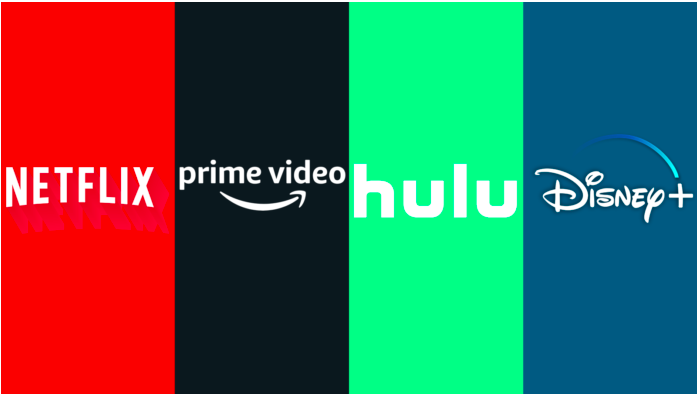 NETFLIX
prime video
hulu
Disney+